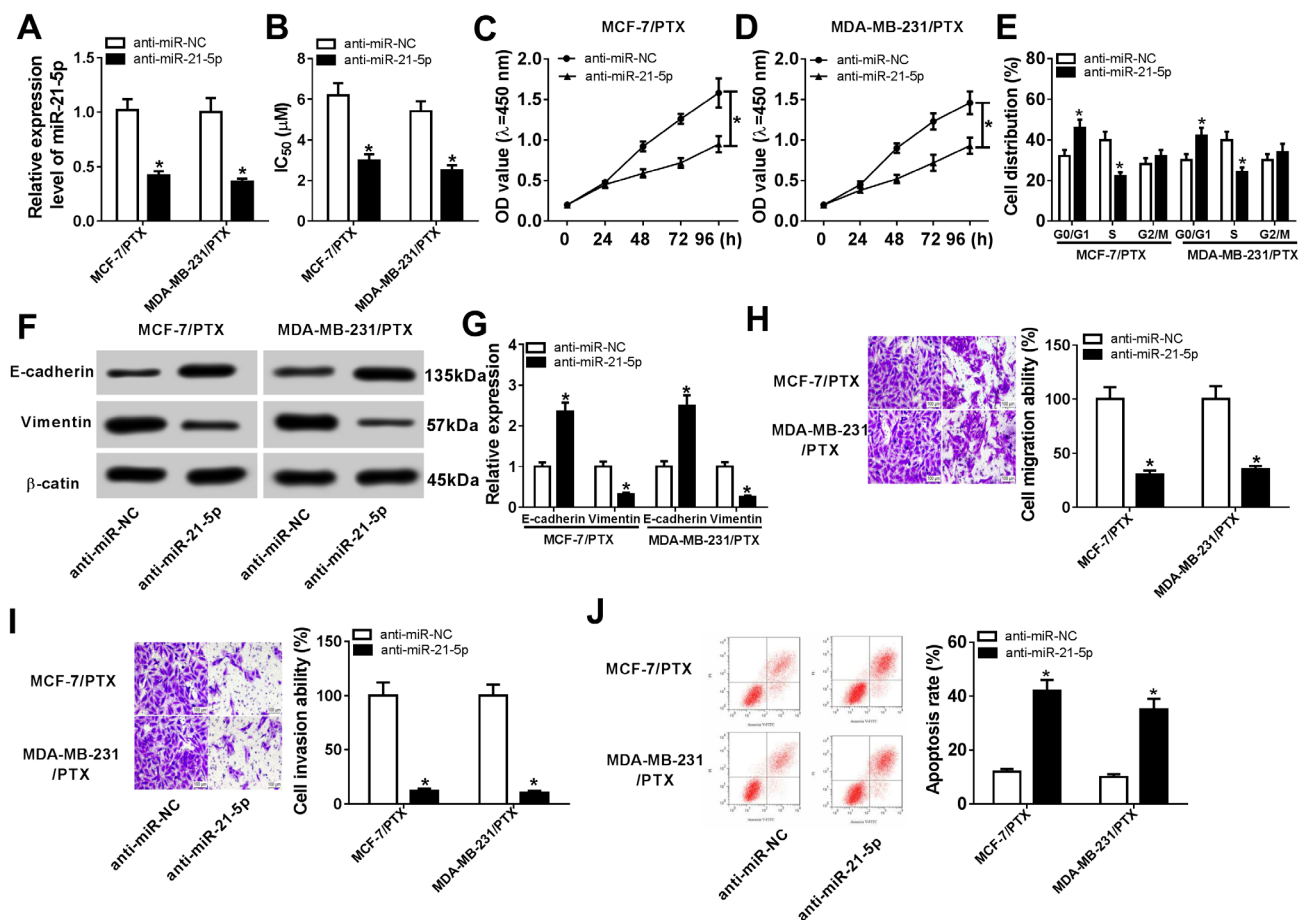 A
anti-miR-NC
anti-miR-21-5p
Relative expression
level of miR-21-5p
1.5
1.0
0.5
0.0
MCF-7/PTX
MDA-MB-231/PTX
B
anti-miR-NC
anti-miR-21-5p
IC50 (μM)
8
6
4
2
0
MCF-7/PTX
MDA-MB-231/PTX
C
MCF-7/PTX
anti-miR-NC
anti-miR-21-5p
OD value (λ=450 nm)
2.0
1.5
1.0
0.5
0.0
*
0 24 48 72 96 (h)
D
MDA-MB-231/PTX
anti-miR-NC
anti-miR-21-5p
OD value (λ=450 nm)
2.0
1.5
1.0
0.5
0.0
*
0 24 48 72 96 (h)
E
anti-miR-NC
anti-miR-21-5p
Cell distribution (%)
80
60
40
20
0
G0/G1 S G2/M G0/G1 S G2/M
MCF-7/PTX MDA-MB-231/PTX
F
MCF-7/PTX MDA-MB-231/PTX
E-cadherin 135kDa
Vimentin 57kDa
β-catin 45kDa
anti-miR-NC
anti-miR-21-5p
anti-miR-NC
anti-miR-21-5p
G
anti-miR-NC
anti-miR-21-5p
Relative expression
4
3
2
1
0
E-cadherin Vimentin E-cadherin Vimentin
MCF-7/PTX MDA-MB-231/PTX
H
MCF-7/PTX
MDA-MB-231
/PTX
anti-miR-NC
anti-miR-21-5p
Cell migration ability (%)
150
100
50
0
MCF-7/PTX
MDA-MB-231/PTX
I
MCF-7/PTX
MDA-MB-231
/PTX
anti-miR-NC
anti-miR-21-5p
anti-miR-NC
anti-miR-21-5p
Cell invasion ability (%)
150
100
50
0
MCF-7/PTX
MDA-MB-231/PTX
J
MCF-7/PTX
MDA-MB-231
/PTX
anti-miR-NC
anti-miR-21-5p
anti-miR-NC
anti-miR-21-5p
Apoptosis rate (%)
60
40
20
0
MCF-7/PTX
MDA-MB-231/PTX